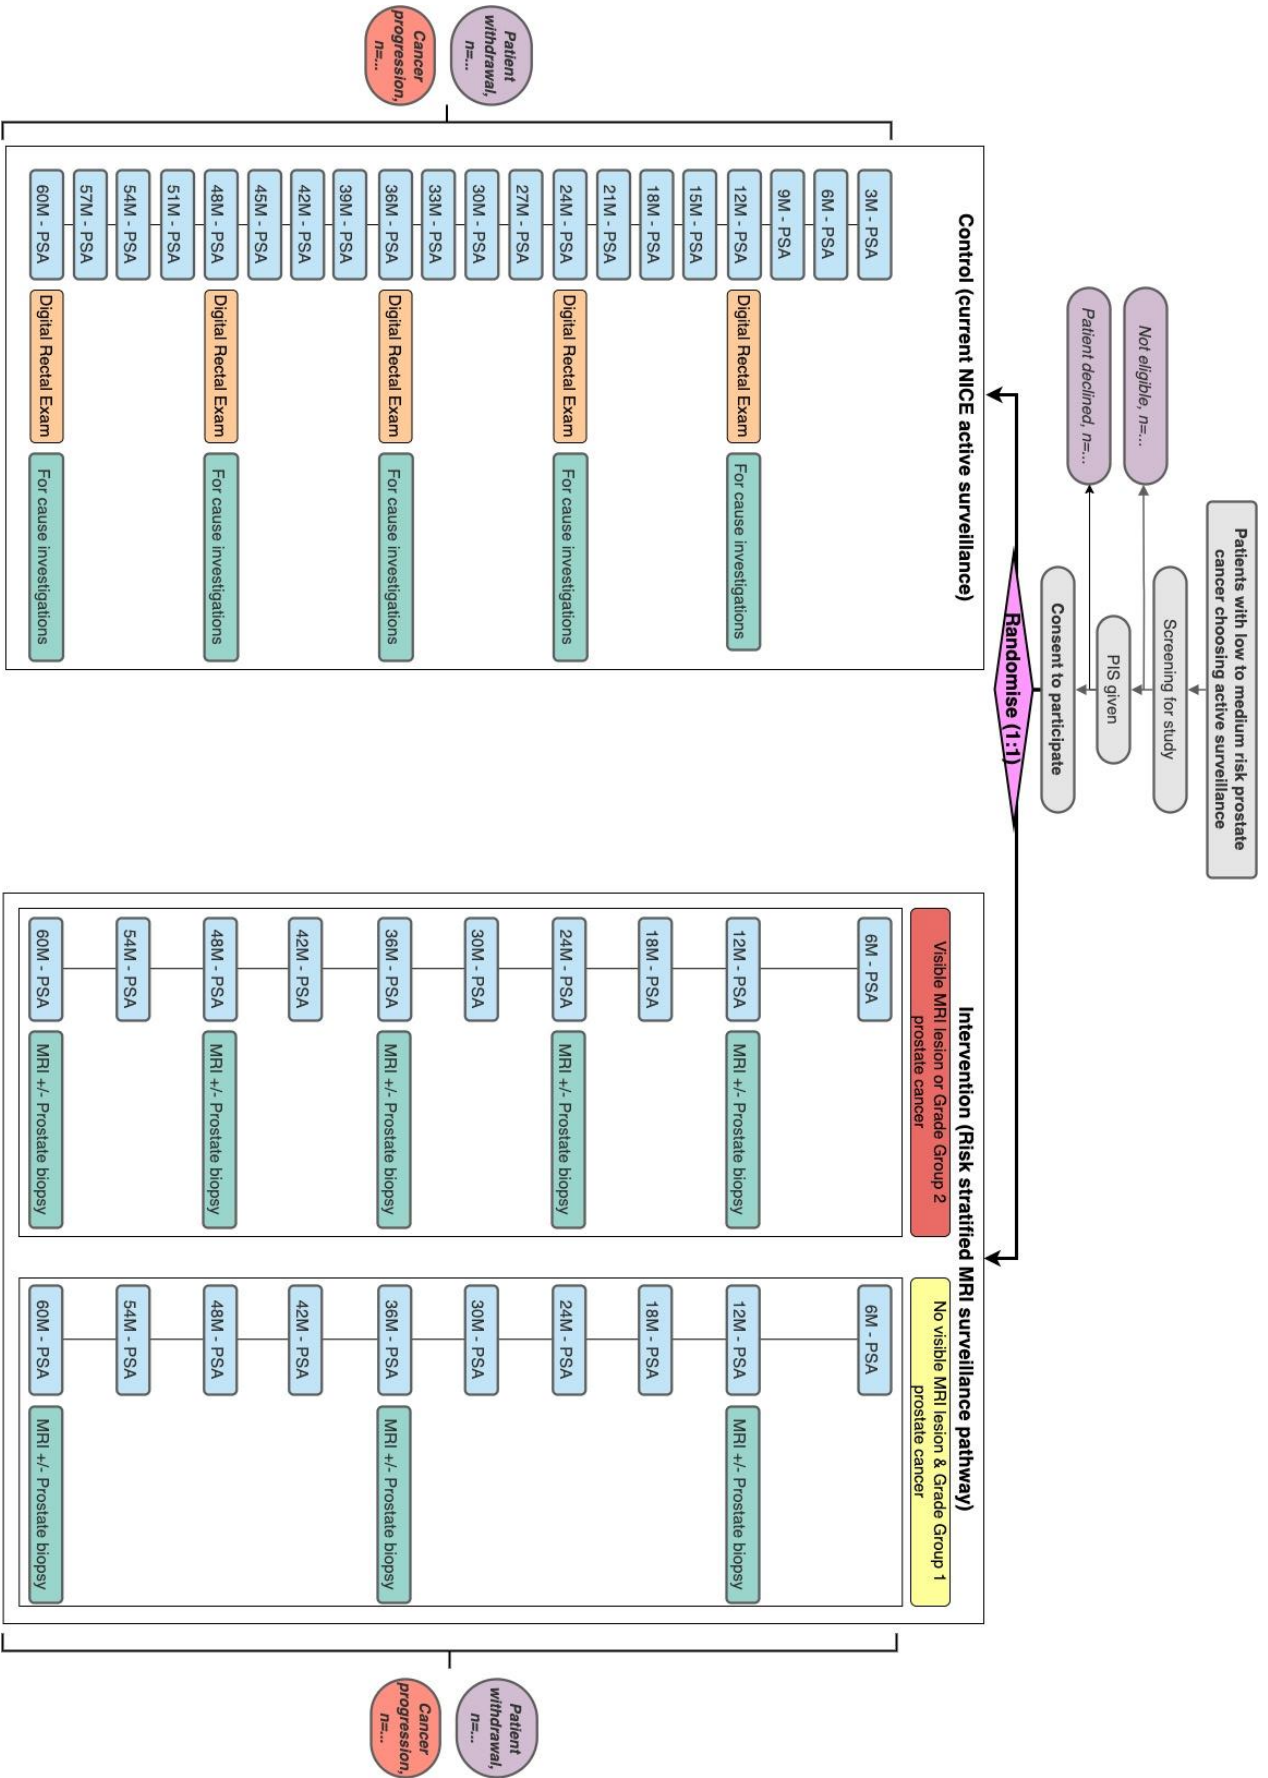 Patients with low to medium risk prostate
cancer choosing active surveillance
Screening for study
Not eligible, n=...
PIS given
Patient declined, n=...
Consent to participate
Randomise (1:1)
Control (current NICE active surveillance)
3M - PSA
6M - PSA
9M - PSA
12M - PSA
Digital Rectal Exam
For cause investigations
15M - PSA
18M - PSA
21M - PSA
24M - PSA
Digital Rectal Exam
For cause investigations
27M - PSA
30M - PSA
33M - PSA
36M - PSA
Digital Rectal Exam
For cause investigations
39M - PSA
42M - PSA
45M - PSA
48M - PSA
Digital Rectal Exam
For cause investigations
51M - PSA
54M - PSA
57M - PSA
60M - PSA
Digital Rectal Exam
For cause investigations
Patient
withdrawal,
n=...
Cancer
progression,
n=...
Intervention (Risk stratified MRI surveillance pathway)
Visible MRI lesion or Grade Group 2
prostate cancer
6M - PSA
12M - PSA
MRI +/- Prostate biopsy
18M - PSA
24M - PSA
MRI +/- Prostate biopsy
30M - PSA
36M - PSA
MRI +/- Prostate biopsy
42M - PSA
48M - PSA
MRI +/- Prostate biopsy
54M - PSA
60M - PSA
MRI +/- Prostate biopsy
No visible MRI lesion & Grade Group 1
prostate cancer
6M - PSA
12M - PSA
MRI +/- Prostate biopsy
18M - PSA
24M - PSA
30M - PSA
36M - PSA
MRI +/- Prostate biopsy
42M - PSA
48M - PSA
54M - PSA
60M - PSA
MRI +/- Prostate biopsy
Patient
withdrawal,
n=...
Cancer
progression,
n=...